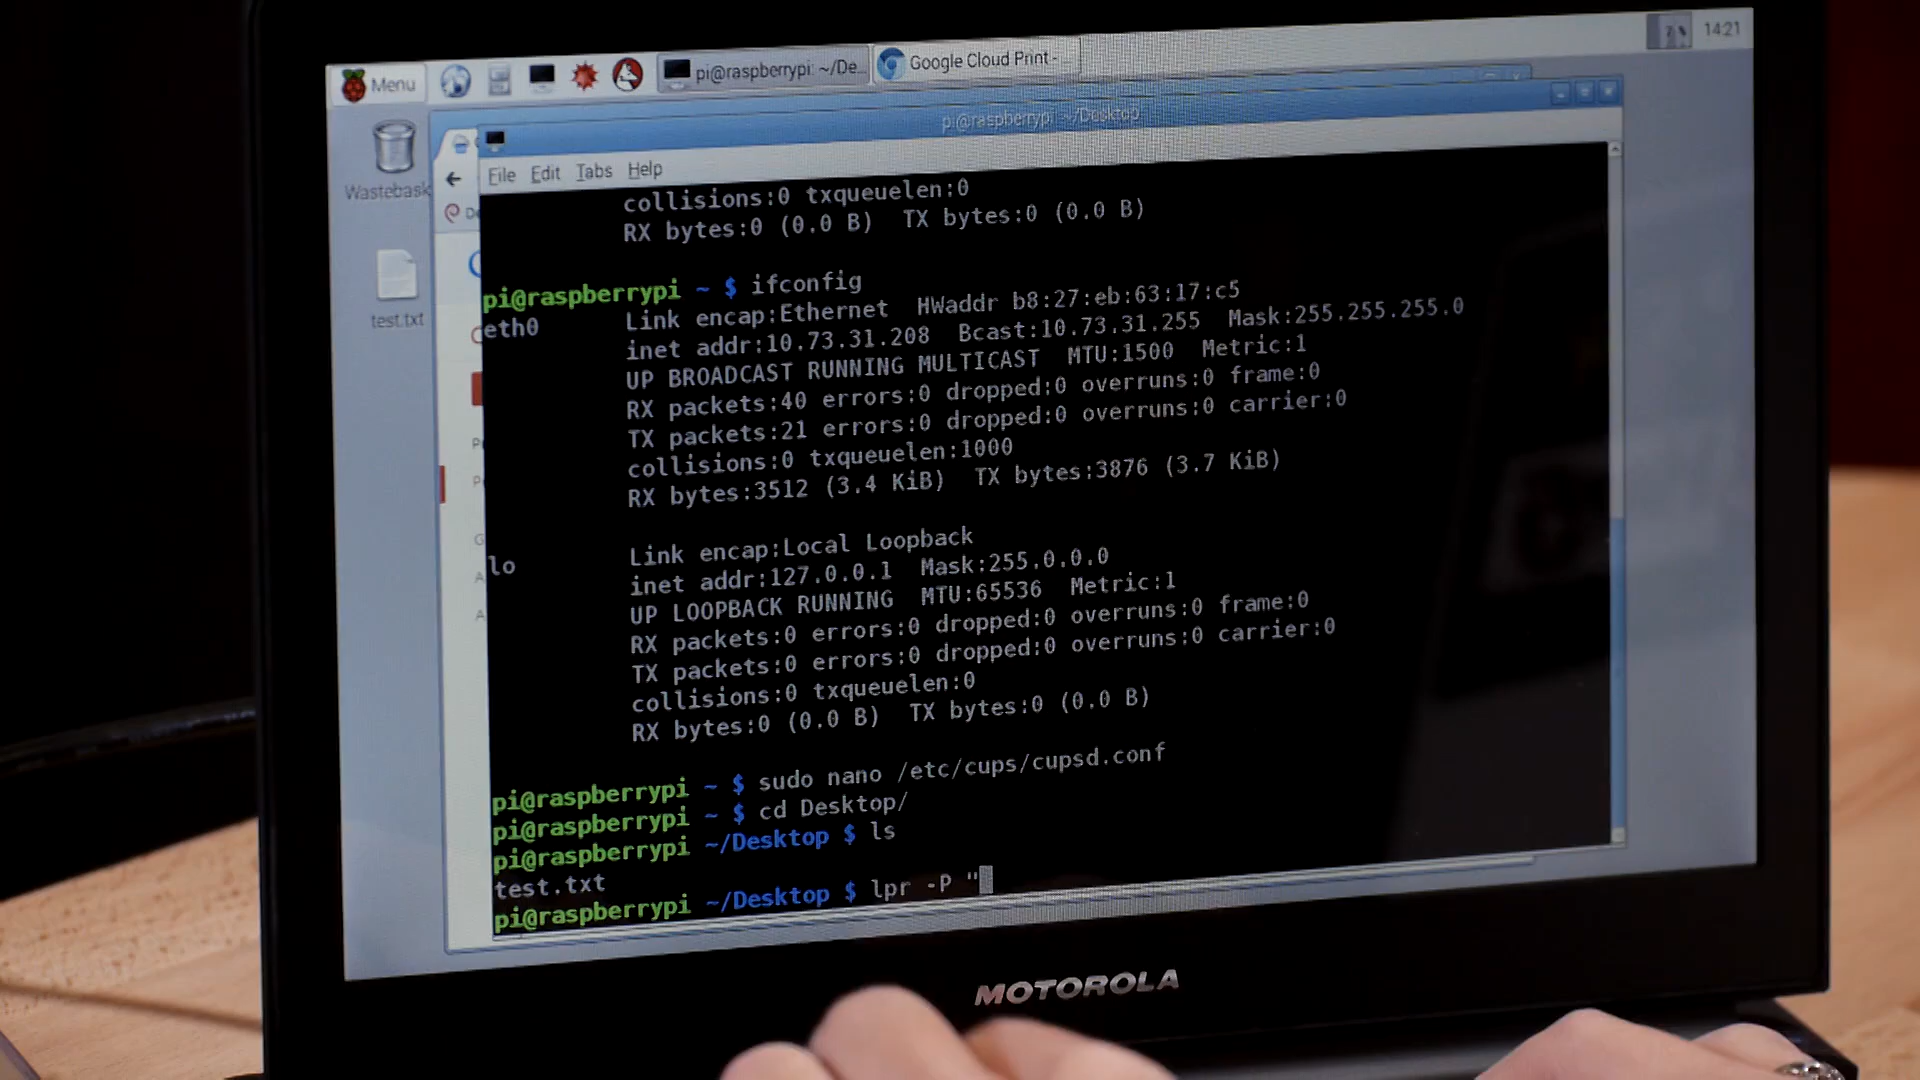 Menu
pi@raspberrypi: ~/De...
Google Cloud Print -
14:21
Wastebask
test.txt
pi@raspberrypi: ~/Desktop
File Edit Tabs Help
collisions:0 txqueuelen:0
RX bytes:0 (0.0 B)  TX bytes:0 (0.0 B)
pi@raspberrypi ~ $ ifconfig
eth0 Link encap:Ethernet  HWaddr b8:27:eb:63:17:c5
inet addr:10.73.31.208  Bcast:10.73.31.255  Mask:255.255.255.0
UP BROADCAST RUNNING MULTICAST  MTU:1500  Metric:1
RX packets:40 errors:0 dropped:0 overruns:0 frame:0
TX packets:21 errors:0 dropped:0 overruns:0 carrier:0
collisions:0 txqueuelen:1000
RX bytes:3512 (3.4 KiB)  TX bytes:3876 (3.7 KiB)
lo Link encap:Local Loopback
inet addr:127.0.0.1  Mask:255.0.0.0
UP LOOPBACK RUNNING  MTU:65536  Metric:1
RX packets:0 errors:0 dropped:0 overruns:0 frame:0
TX packets:0 errors:0 dropped:0 overruns:0 carrier:0
collisions:0 txqueuelen:0
RX bytes:0 (0.0 B)  TX bytes:0 (0.0 B)
pi@raspberrypi ~ $ sudo nano /etc/cups/cupsd.conf
pi@raspberrypi ~ $ cd Desktop/
pi@raspberrypi ~/Desktop $ ls
test.txt
pi@raspberrypi ~/Desktop $ lpr -P "
MOTOROLA